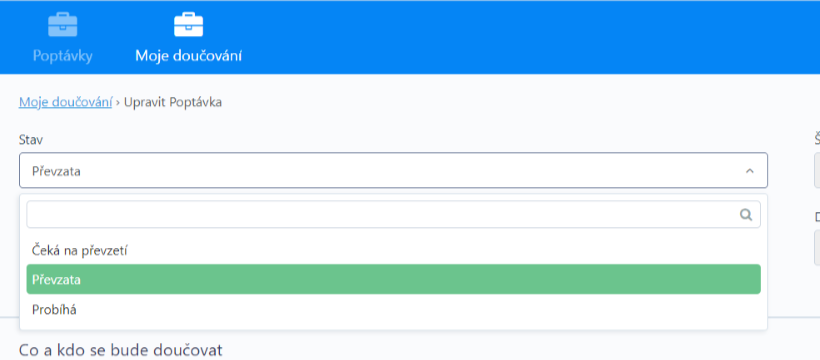 Poptávky
Moje doučování
Moje doučování › Upravit Poptávka
Stav
Převzata
Čeká na převzetí
Převzata
Probíhá
Co a kdo se bude doučovat